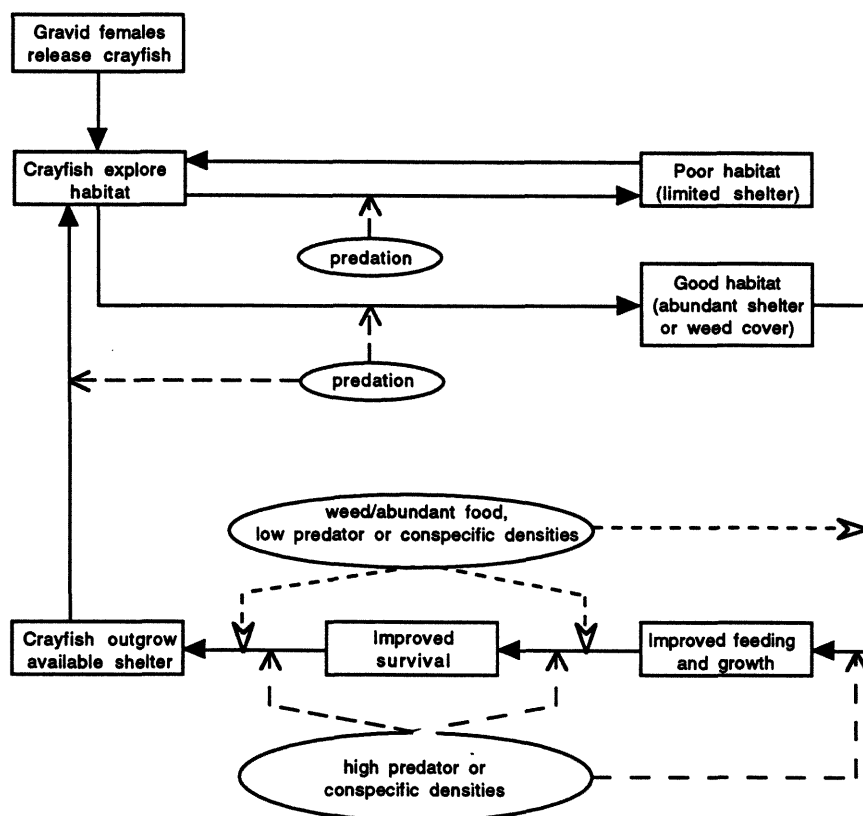 Gravid females
release crayfish
Crayfish explore
habitat
Poor habitat
(limited shelter)
predation
Good habitat
(abundant shelter
or weed cover)
predation
weed/abundant food,
low predator or conspecific densities
Crayfish outgrow
available shelter
Improved
survival
Improved feeding
and growth
high predator or
conspecific densities